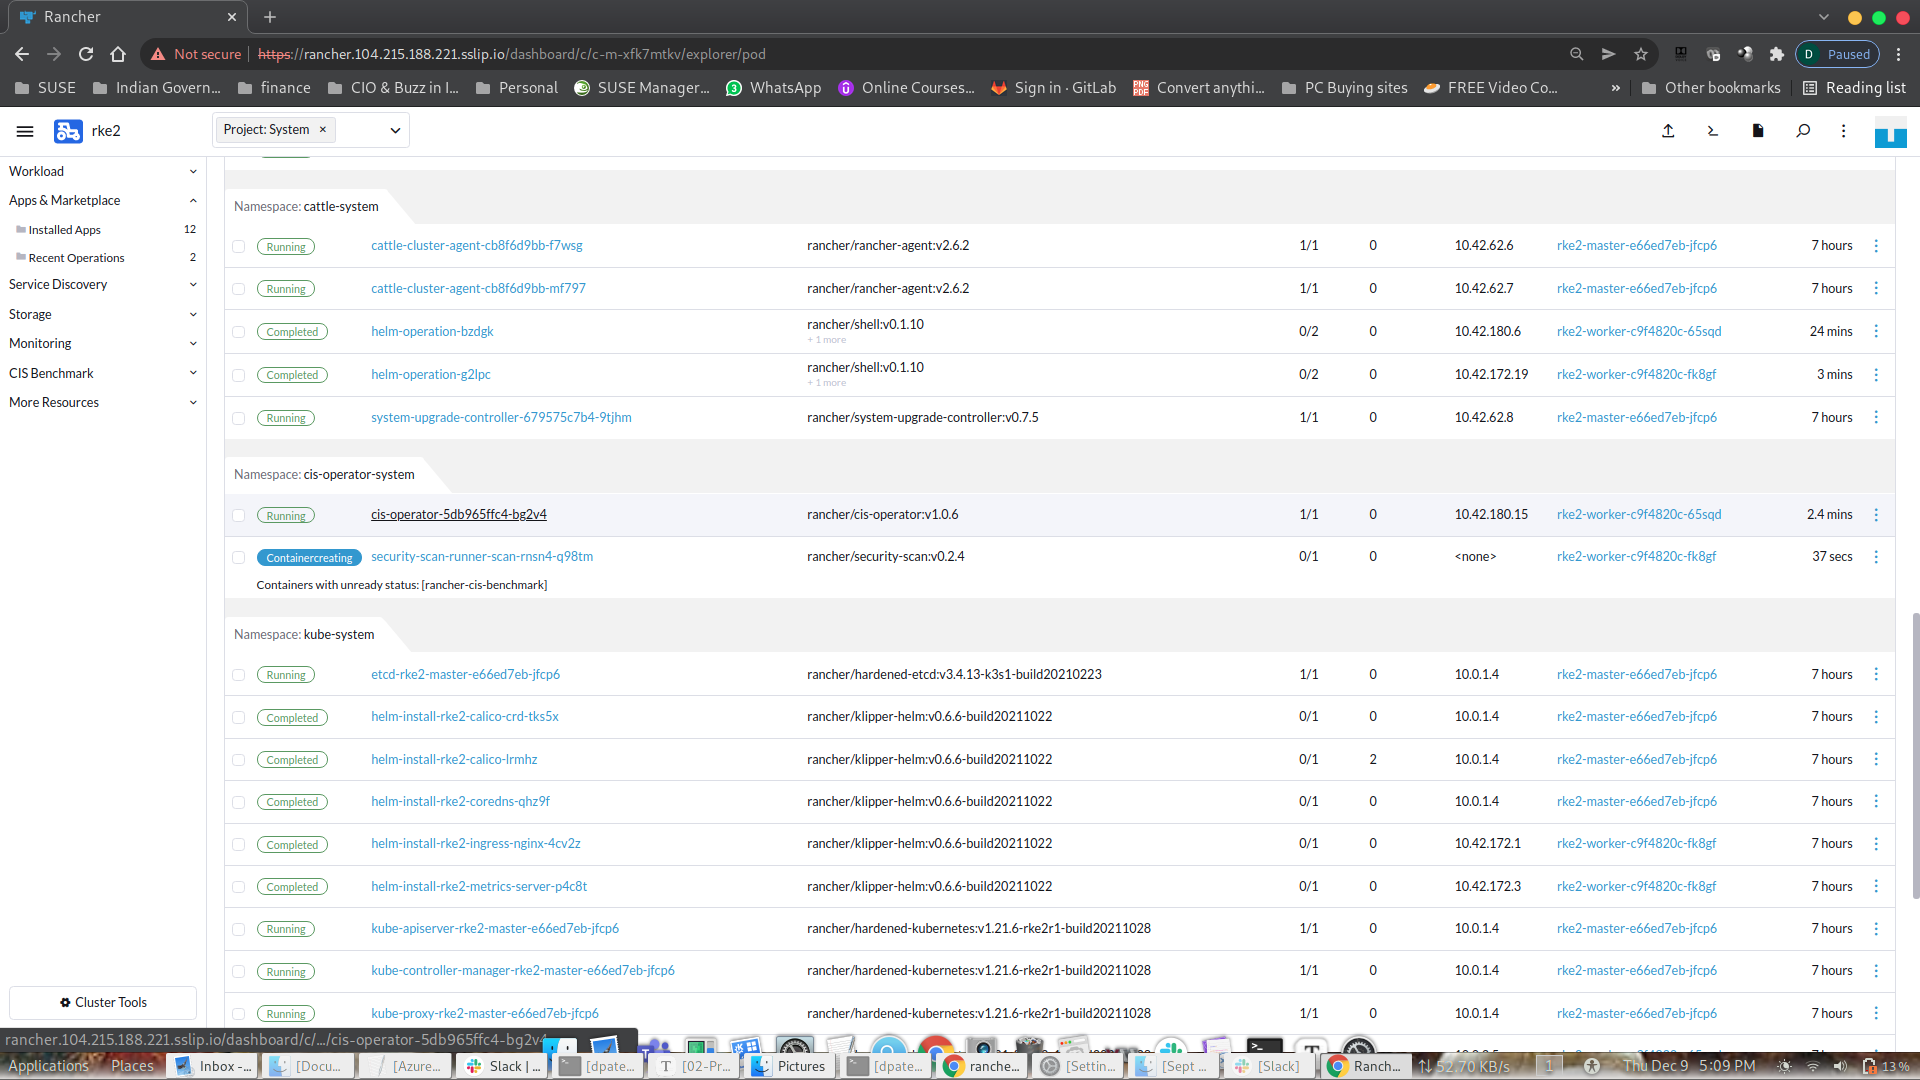 Rancher
Not secure
https://rancher.104.215.188.221.sslip.io/dashboard/c/c-m-xfk7mtkv/explorer/pod
D Paused
SUSE Indian Govern... finance CIO & Buzz in I... Personal SUSE Manager... WhatsApp Online Courses... Sign in · GitLab Convert anythi... PC Buying sites FREE Video Co... » Other bookmarks Reading list
rke2
Project: System ×
Workload
Apps & Marketplace
Installed Apps 12
Recent Operations 2
Service Discovery
Storage
Monitoring
CIS Benchmark
More Resources
Cluster Tools
Namespace: cattle-system
Running cattle-cluster-agent-cb8f6d9bb-f7wsg rancher/rancher-agent:v2.6.2 1/1 0 10.42.62.6 rke2-master-e66ed7eb-jfcp6 7 hours
Running cattle-cluster-agent-cb8f6d9bb-mf797 rancher/rancher-agent:v2.6.2 1/1 0 10.42.62.7 rke2-master-e66ed7eb-jfcp6 7 hours
Completed helm-operation-bzdgk rancher/shell:v0.1.10 0/2 0 10.42.180.6 rke2-worker-c9f4820c-65sqd 24 mins
+ 1 more
Completed helm-operation-g2lpc rancher/shell:v0.1.10 0/2 0 10.42.172.19 rke2-worker-c9f4820c-fk8gf 3 mins
+ 1 more
Running system-upgrade-controller-679575c7b4-9tjhm rancher/system-upgrade-controller:v0.7.5 1/1 0 10.42.62.8 rke2-master-e66ed7eb-jfcp6 7 hours
Namespace: cis-operator-system
Running cis-operator-5db965ffc4-bg2v4 rancher/cis-operator:v1.0.6 1/1 0 10.42.180.15 rke2-worker-c9f4820c-65sqd 2.4 mins
Containercreating security-scan-runner-scan-rnsn4-q98tm rancher/security-scan:v0.2.4 0/1 0 <none> rke2-worker-c9f4820c-fk8gf 37 secs
Containers with unready status: [rancher-cis-benchmark]
Namespace: kube-system
Running etcd-rke2-master-e66ed7eb-jfcp6 rancher/hardened-etcd:v3.4.13-k3s1-build20210223 1/1 0 10.0.1.4 rke2-master-e66ed7eb-jfcp6 7 hours
Completed helm-install-rke2-calico-crd-tks5x rancher/klipper-helm:v0.6.6-build20211022 0/1 0 10.0.1.4 rke2-master-e66ed7eb-jfcp6 7 hours
Completed helm-install-rke2-calico-lrmhz rancher/klipper-helm:v0.6.6-build20211022 0/1 2 10.0.1.4 rke2-master-e66ed7eb-jfcp6 7 hours
Completed helm-install-rke2-coredns-qhz9f rancher/klipper-helm:v0.6.6-build20211022 0/1 0 10.0.1.4 rke2-master-e66ed7eb-jfcp6 7 hours
Completed helm-install-rke2-ingress-nginx-4cv2z rancher/klipper-helm:v0.6.6-build20211022 0/1 0 10.42.172.1 rke2-worker-c9f4820c-fk8gf 7 hours
Completed helm-install-rke2-metrics-server-p4c8t rancher/klipper-helm:v0.6.6-build20211022 0/1 0 10.42.172.3 rke2-worker-c9f4820c-fk8gf 7 hours
Running kube-apiserver-rke2-master-e66ed7eb-jfcp6 rancher/hardened-kubernetes:v1.21.6-rke2r1-build20211028 1/1 0 10.0.1.4 rke2-master-e66ed7eb-jfcp6 7 hours
Running kube-controller-manager-rke2-master-e66ed7eb-jfcp6 rancher/hardened-kubernetes:v1.21.6-rke2r1-build20211028 1/1 0 10.0.1.4 rke2-master-e66ed7eb-jfcp6 7 hours
Running kube-proxy-rke2-master-e66ed7eb-jfcp6 rancher/hardened-kubernetes:v1.21.6-rke2r1-build20211028 1/1 0 10.0.1.4 rke2-master-e66ed7eb-jfcp6 7 hours
rancher.104.215.188.221.sslip.io/dashboard/c/.../cis-operator-5db965ffc4-bg2v4
Applications Places Inbox -... [Docu... [Azure... Slack | ... [dpate... [02-Pr... Pictures [dpate... ranche... [Settin... [Sept ... [Slack] Ranch... 52.70 KB/s 1 Thu Dec 9 5:09 PM 13 %